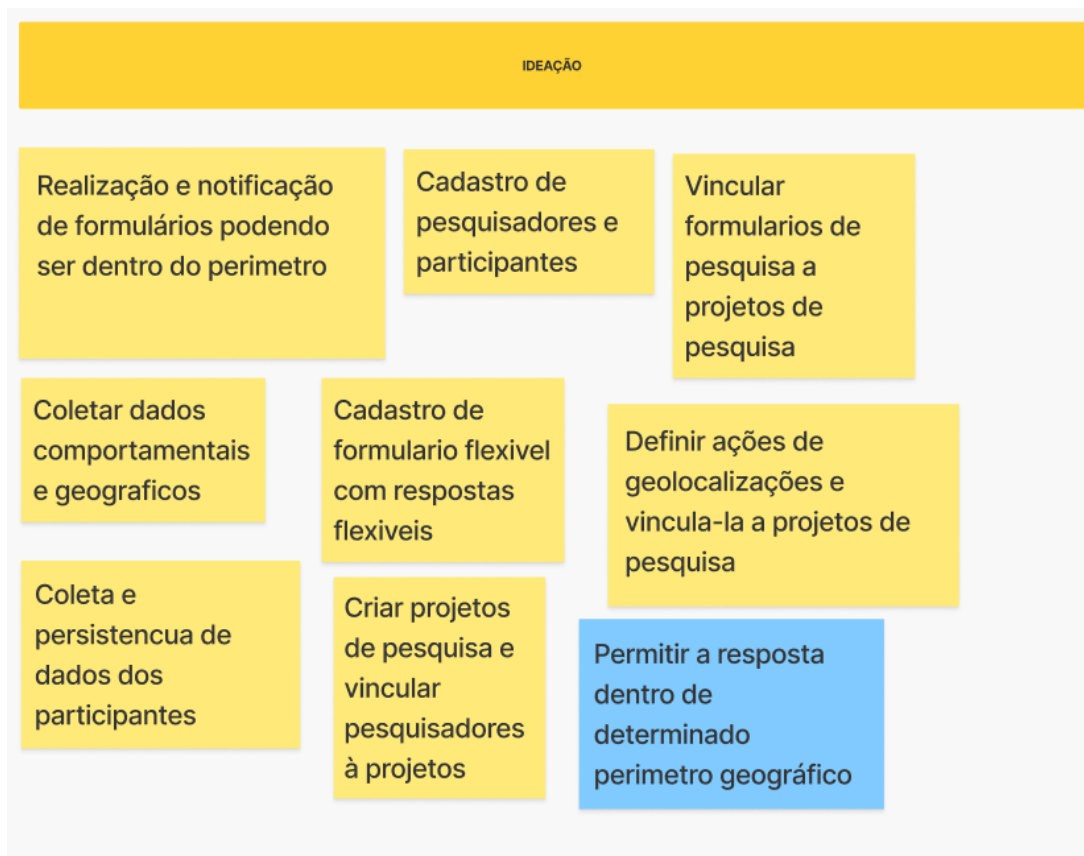 IDEAÇÃO
Realização e notificação
de formulários podendo
ser dentro do perimetro
Cadastro de
pesquisadores e
participantes
Vincular
formularios de
pesquisa a
projetos de
pesquisa
Coletar dados
comportamentais
e geograficos
Cadastro de
formulario flexivel
com respostas
flexiveis
Definir ações de
geolocalizações e
vincula-la a projetos de
pesquisa
Coleta e
persistencua de
dados dos
participantes
Criar projetos
de pesquisa e
vincular
pesquisadores
à projetos
Permitir a resposta
dentro de
determinado
perimetro geográfico